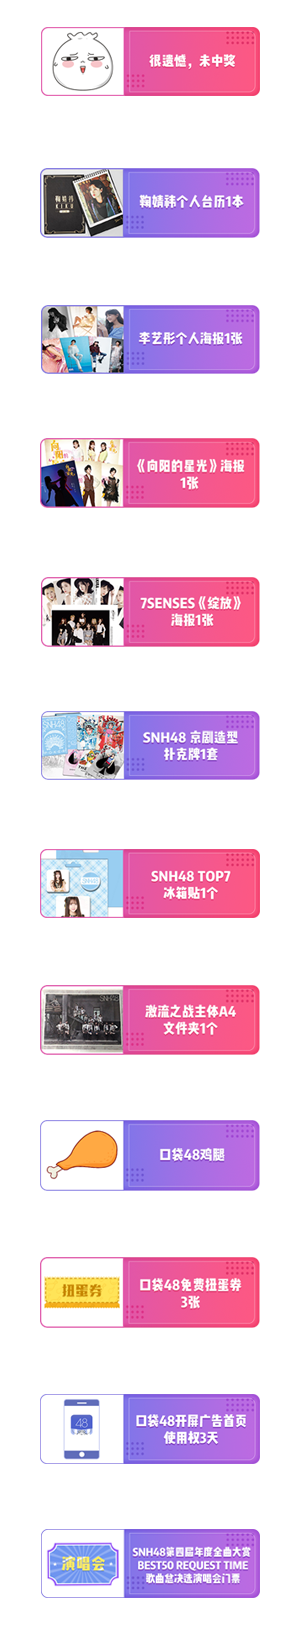 很遗憾，未中奖
鞠婧祎
KIKU
鞠婧祎个人台历1本
李艺彤个人海报1张
《向阳的星光》海报
1张
7SENSES《绽放》
海报1张
SNH48
SNH48 京剧造型
扑克牌1套
SNH48 TOP7
冰箱贴1个
SNH48
激流之战主体A4
文件夹1个
口袋48鸡腿
扭蛋券
口袋48免费扭蛋券
3张
48
口袋48开屏广告首页
使用权3天
演唱会
SNH48第四届年度金曲大赏
BEST50 REQUEST TIME
歌曲总决选演唱会门票